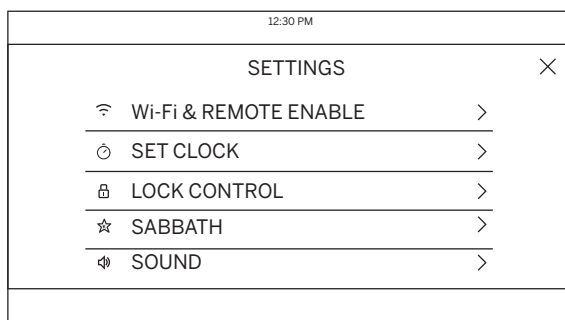 12:30 PM
SETTINGS
Wi-Fi & REMOTE ENABLE
SET CLOCK
LOCK CONTROL
SABBATH
SOUND